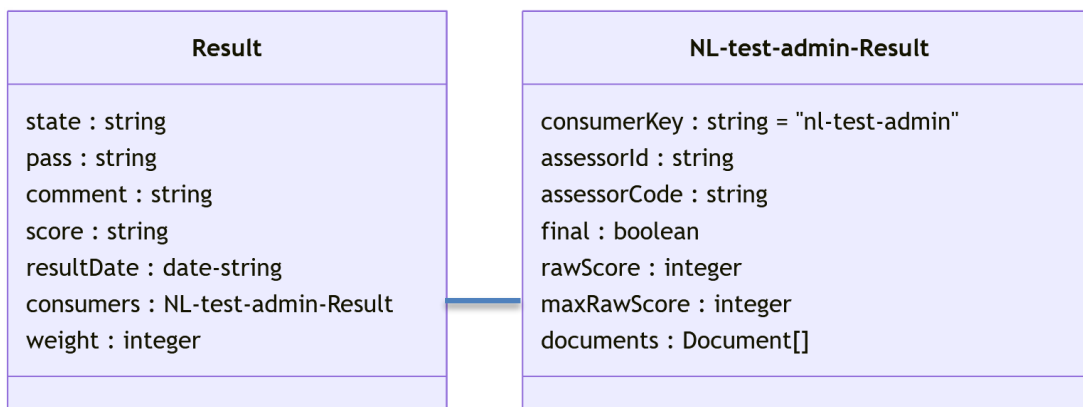 Result
state : string
pass : string
comment : string
score : string
resultDate : date-string
consumers : NL-test-admin-Result
weight : integer
NL-test-admin-Result
consumerKey : string = "nl-test-admin"
assessorId : string
assessorCode : string
final : boolean
rawScore : integer
maxRawScore : integer
documents : Document[]